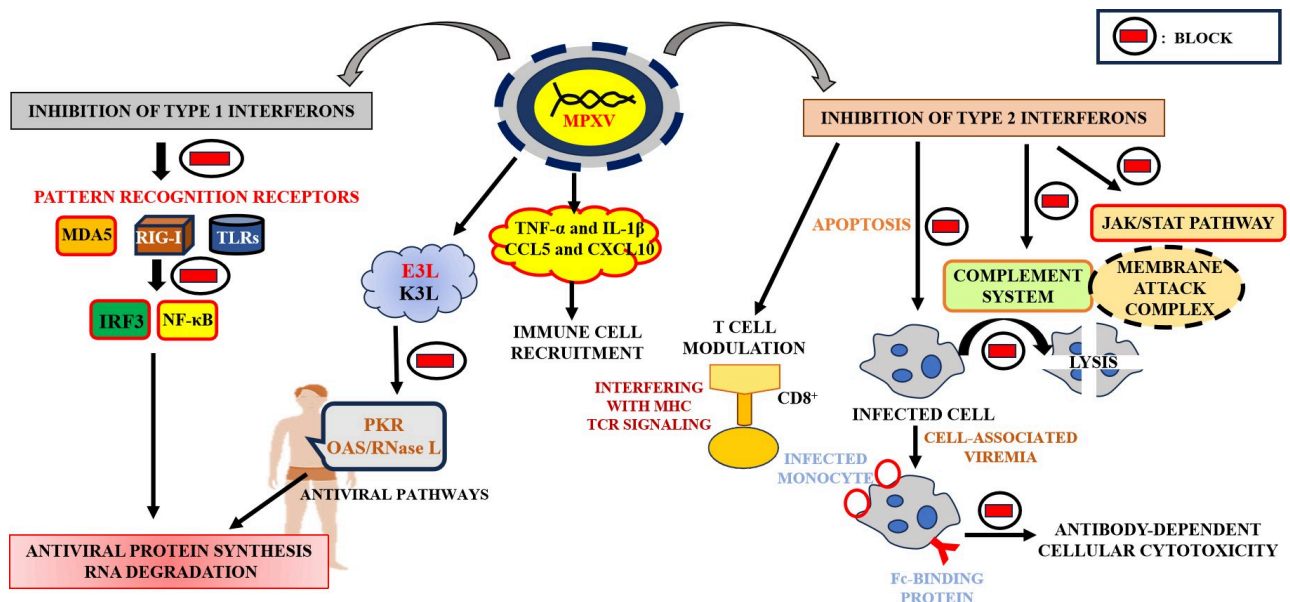 : BLOCK
INHIBITION OF TYPE 1 INTERFERONS
MPXV
INHIBITION OF TYPE 2 INTERFERONS
PATTERN RECOGNITION RECEPTORS
MDA5
RIG-I
TLRs
IRF3
NF-κB
E3L
K3L
TNF-α and IL-1β
CCL5 and CXCL10
IMMUNE CELL
RECRUITMENT
PKR
OAS/RNase L
ANTIVIRAL PATHWAYS
ANTIVIRAL PROTEIN SYNTHESIS
RNA DEGRADATION
T CELL
MODULATION
INTERFERING
WITH MHC
TCR SIGNALING
CD8+
INFECTED
MONOCYTE
APOPTOSIS
JAK/STAT PATHWAY
COMPLEMENT
SYSTEM
MEMBRANE
ATTACK
COMPLEX
LYSIS
INFECTED CELL
CELL-ASSOCIATED
VIREMIA
Fc-BINDING
PROTEIN
ANTIBODY-DEPENDENT
CELLULAR CYTOTOXICITY